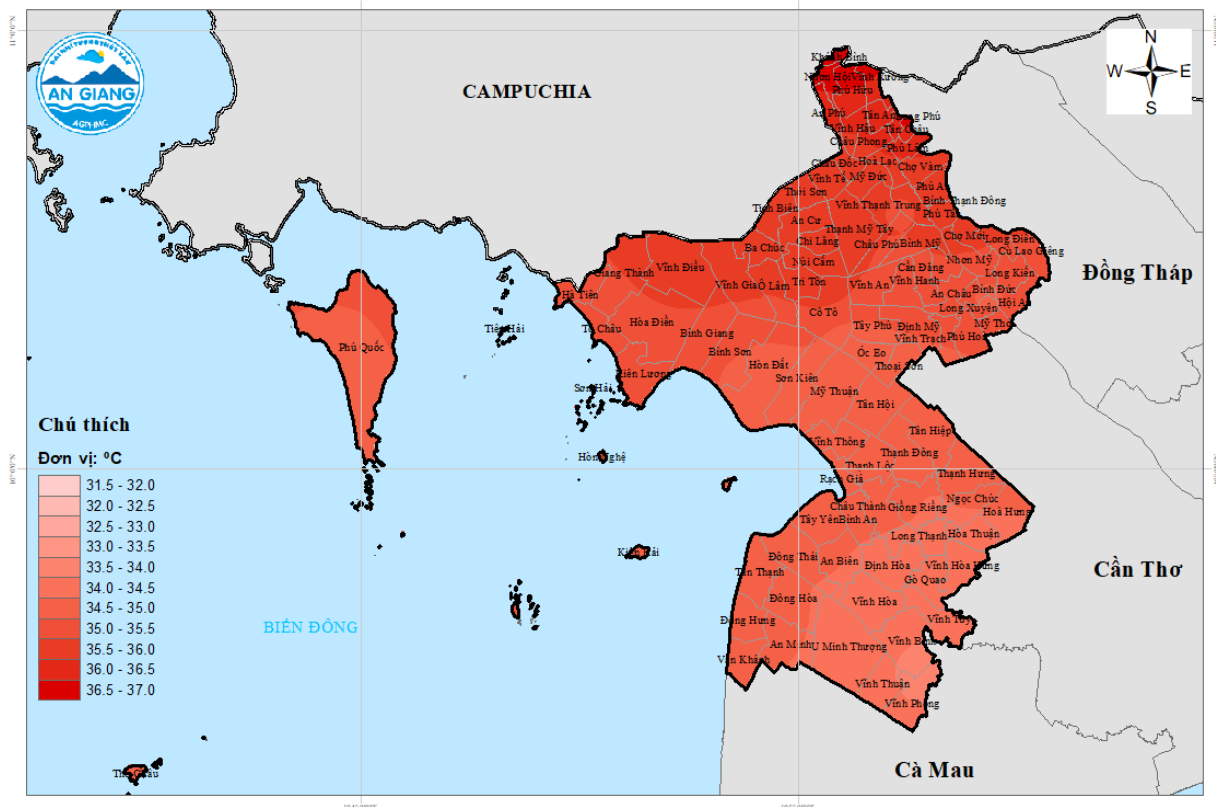 AN GIANG
CAMPUCHIA
N
W
E
S
Nhơn Hội
Vĩnh Xương
Phú Hữu
An Phú
Tân An
Vĩnh Hậu
Tân Châu
Châu Phong
Phú Lâm
Châu Đốc
Hoà Lạc
Chợ Vàm
Vĩnh Tế
Mỹ Đức
Thới Sơn
Phú An
Tịnh Biên
Vĩnh Thạnh Trung
Bình Thạnh Đông
An Cư
Thạnh Mỹ Tây
Chi Lăng
Châu Phú
Bình Mỹ
Chợ Mới
Long Điền
Cù Lao Giêng
Ba Chúc
Núi Cấm
Nhơn Mỹ
Đồng Tháp
Giang Thành
Vĩnh Điều
Cần Đăng
Long Kiến
Vĩnh Gia
Ô Lâm
Tri Tôn
Vĩnh An
Vĩnh Hanh
An Châu
Bình Đức
Hội An
Hà Tiên
Cô Tô
Long Xuyên
Tiên Hải
Tô Châu
Hòa Điền
Bình Giang
Tây Phú
Định Mỹ
Mỹ Thới
Vĩnh Trạch
Phú Hoà
Phú Quốc
Bình Sơn
Óc Eo
Hòn Đất
Thoại Sơn
Kiên Lương
Sơn Kiên
Sơn Hải
Mỹ Thuận
Tân Hội
Chú thích
Tân Hiệp
Vĩnh Thông
Đơn vị: ºC
Hòn Nghệ
Thạnh Đông
Thạnh Lộc
31.5 - 32.0
Rạch Giá
Thạnh Hưng
32.0 - 32.5
Châu Thành
Giồng Riềng
Ngọc Chúc
Hoà Hưng
32.5 - 33.0
Tây Yên
Bình An
33.0 - 33.5
Long Thạnh
Hòa Thuận
33.5 - 34.0
Kiên Hải
Đông Thái
An Biên
Định Hòa
Vĩnh Hòa Hưng
Cần Thơ
34.0 - 34.5
Tân Thạnh
Gò Quao
34.5 - 35.0
Đông Hòa
Vĩnh Hòa
35.0 - 35.5
BIỂN ĐÔNG
Đông Hưng
Vĩnh Tuy
35.5 - 36.0
An Minh
U Minh Thượng
Vĩnh Bình
36.0 - 36.5
Vân Khánh
36.5 - 37.0
Vĩnh Thuận
Vĩnh Phong
Thổ Châu
Cà Mau